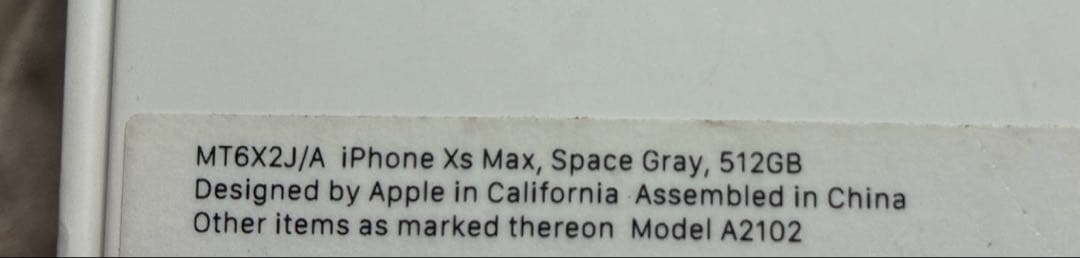 MT6X2J/A iPhone Xs Max, Space Gray, 512GB
Designed by Apple in California Assembled in China
Other items as marked thereon Model A2102